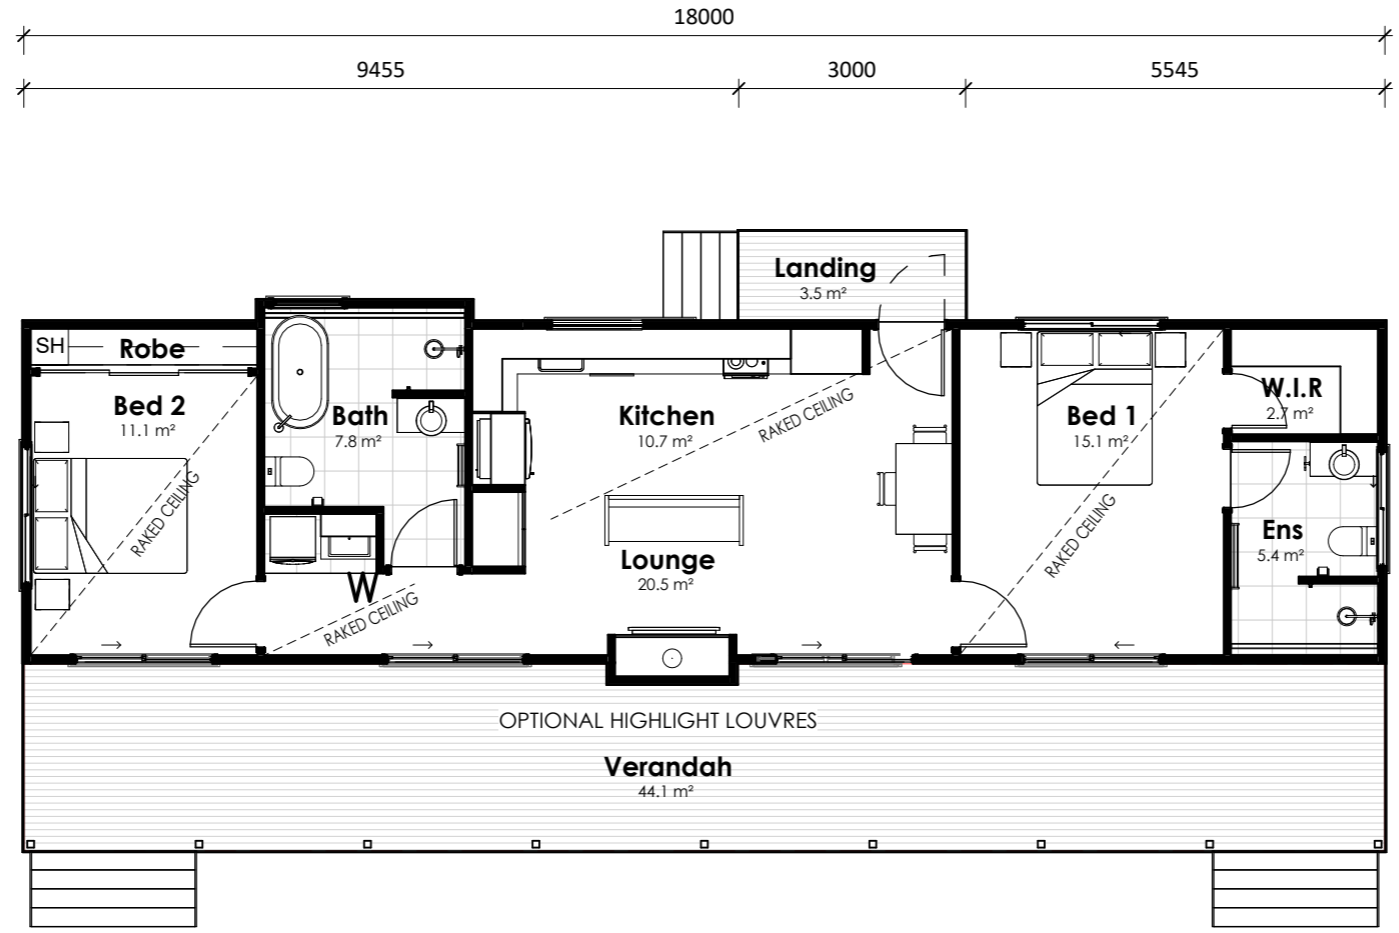 18000
9455
3000
5545
Landing
3.5 m²
SH
Robe
Bed 2
11.1 m²
RAKED CEILING
Bath
7.8 m²
W
RAKED CEILING
Kitchen
10.7 m²
RAKED CEILING
Lounge
20.5 m²
Bed 1
15.1 m²
RAKED CEILING
W.I.R
2.7 m²
Ens
5.4 m²
OPTIONAL HIGHLIGHT LOUVRES
Verandah
44.1 m²